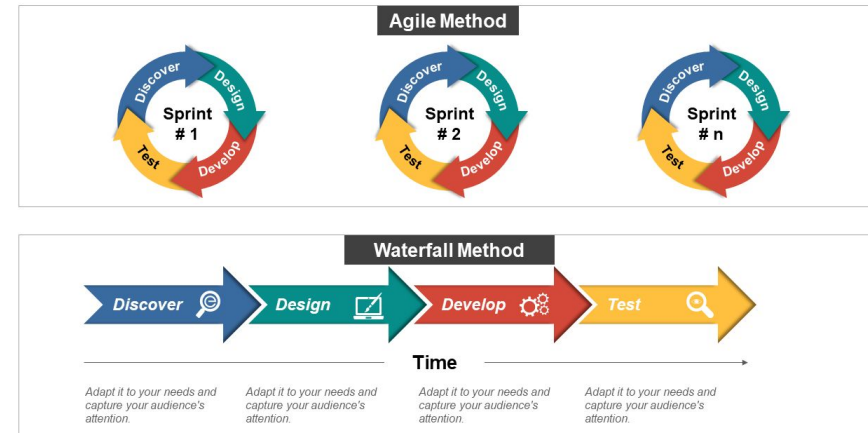 Agile Method
Discover
Design
Develop
Test
Sprint
# 1
Discover
Design
Develop
Test
Sprint
# 2
Discover
Design
Develop
Test
Sprint
# n
Waterfall Method
Discover
Design
Develop
Test
Time
Adapt it to your needs and
capture your audience's
attention.
Adapt it to your needs and
capture your audience's
attention.
Adapt it to your needs and
capture your audience's
attention.
Adapt it to your needs and
capture your audience's
attention.